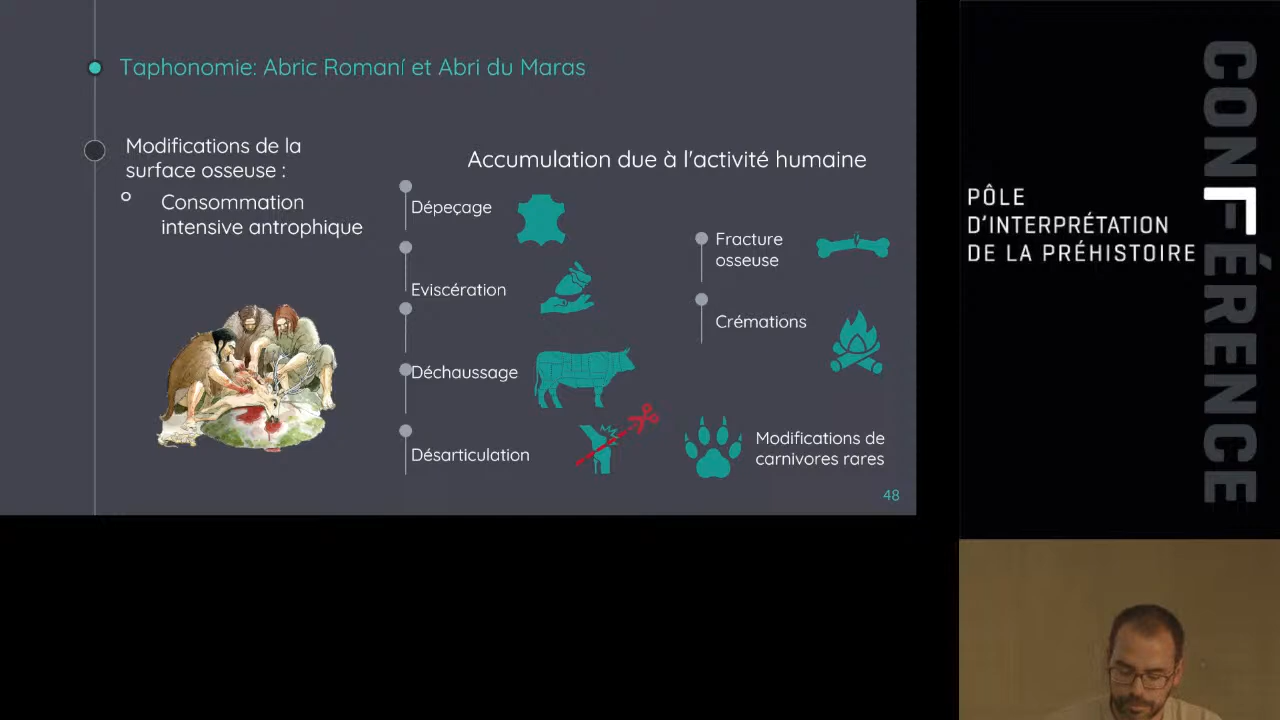 Taphonomie: Abric Romaní et Abri du Maras
Modifications de la
surface osseuse :
Consommation
intensive antrophique
Accumulation due à l'activité humaine
Dépeçage
Eviscération
Déchaussage
Désarticulation
Fracture
osseuse
Crémations
Modifications de
carnivores rares
48
PÔLE
D'INTERPRÉTATION
DE LA PRÉHISTOIRE
CONFÉRENCE